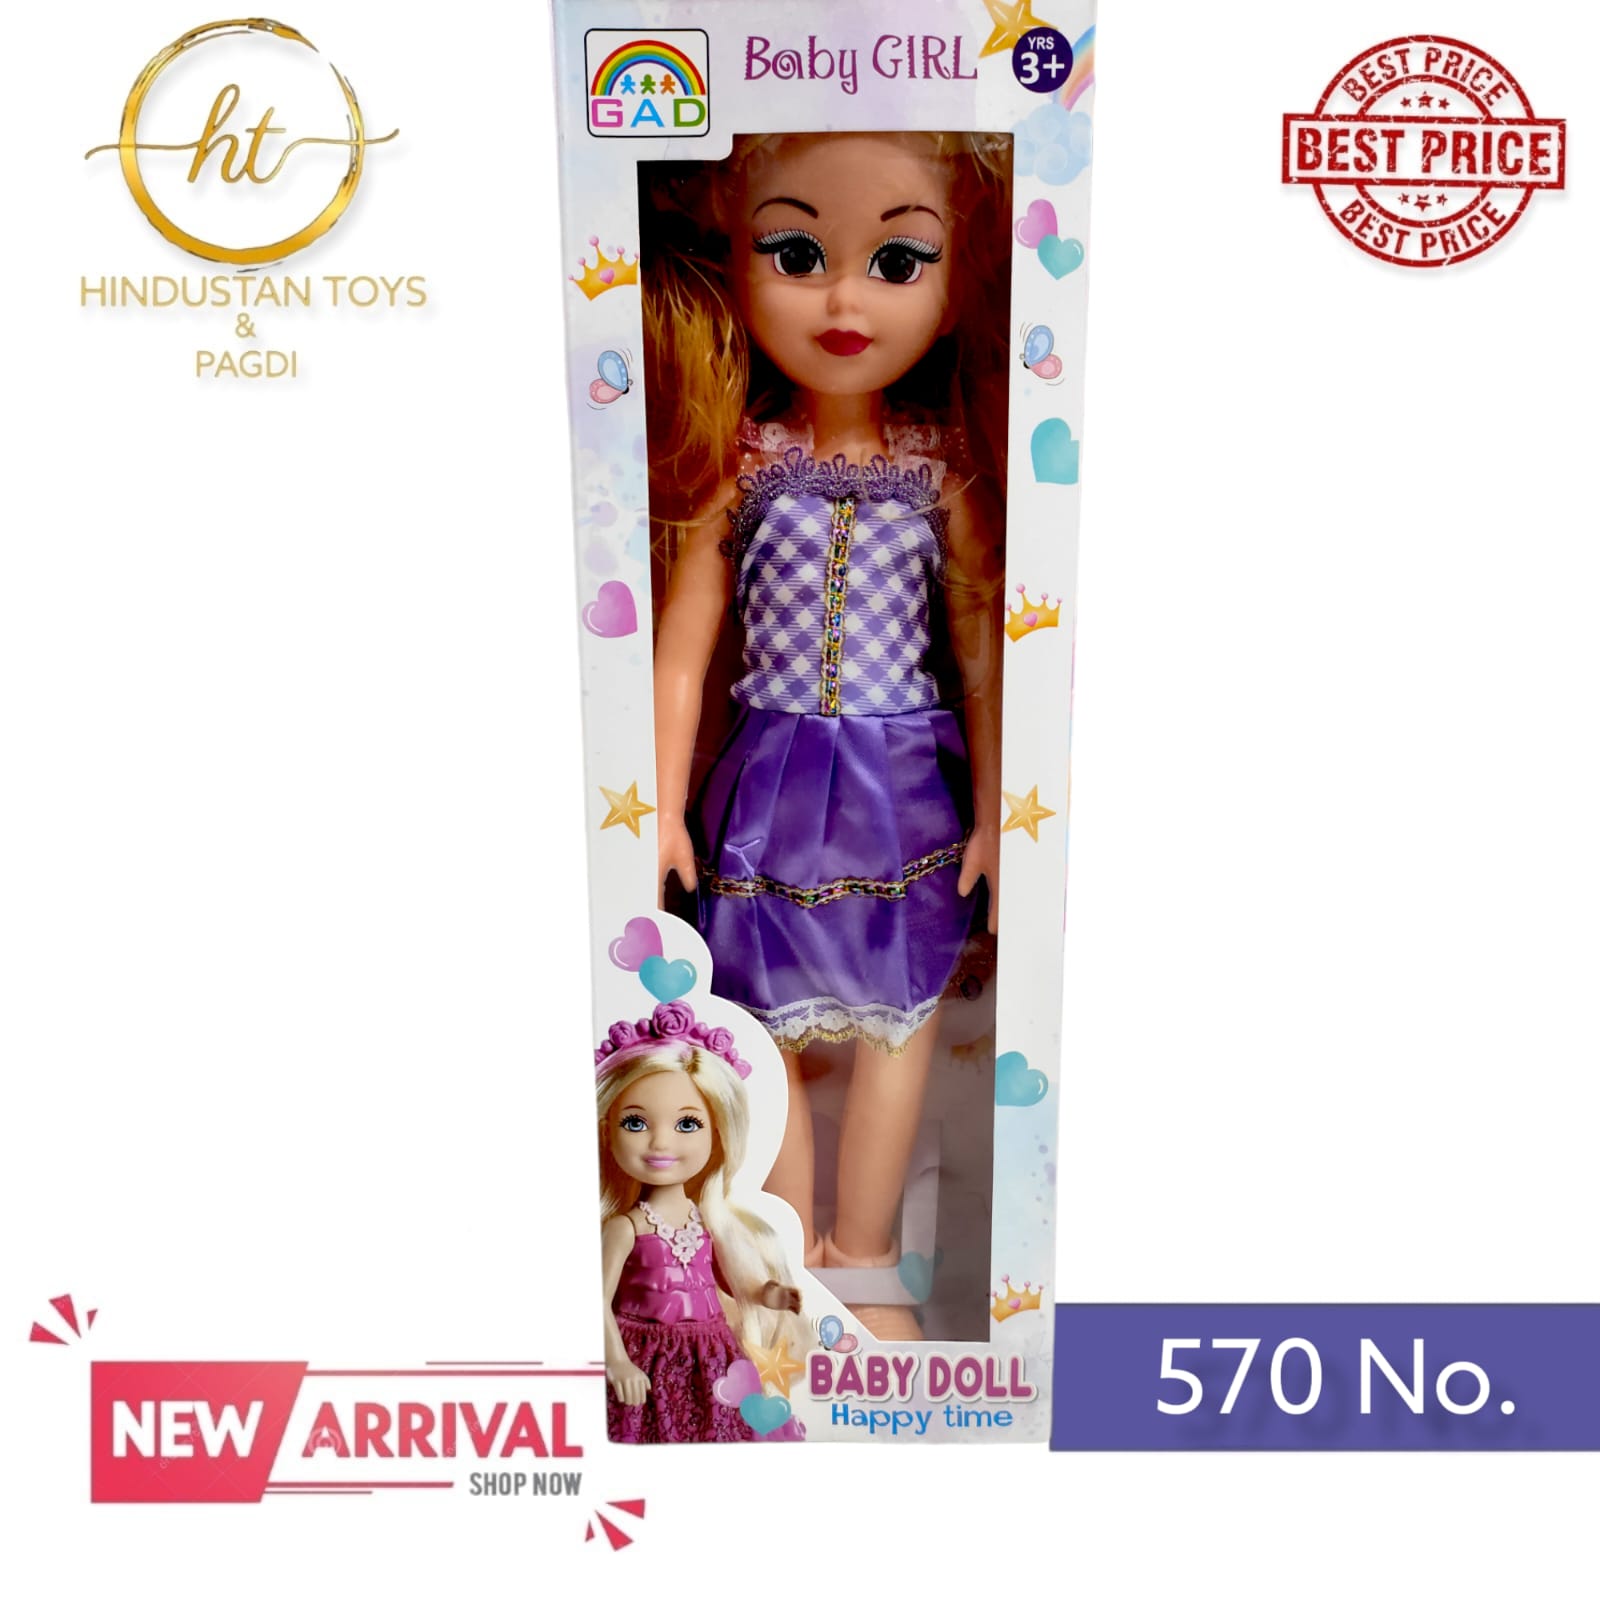 ht
HINDUSTAN TOYS
&
PAGDI
GAD
Baby GIRL
YRS
3+
BEST PRICE
BEST PRICE
BEST PRICE
BABY DOLL
Happy time
NEW ARRIVAL
SHOP NOW
570 No.